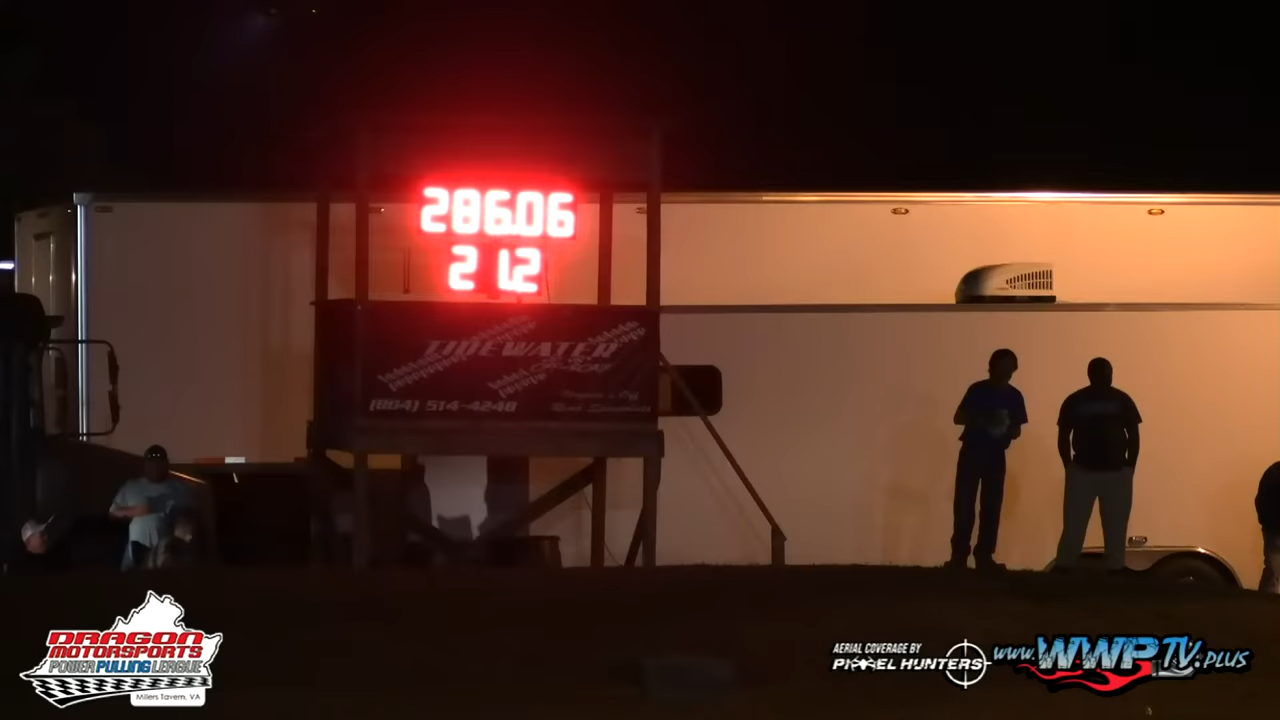 286.06
21.2
TIDEWATER
(804) 514-4248
DRAGON
MOTORSPORTS
POWER PULLING LEAGUE
Millers Tavern, VA
AERIAL COVERAGE BY
PIXEL HUNTERS
www.WWPTV.PLUS